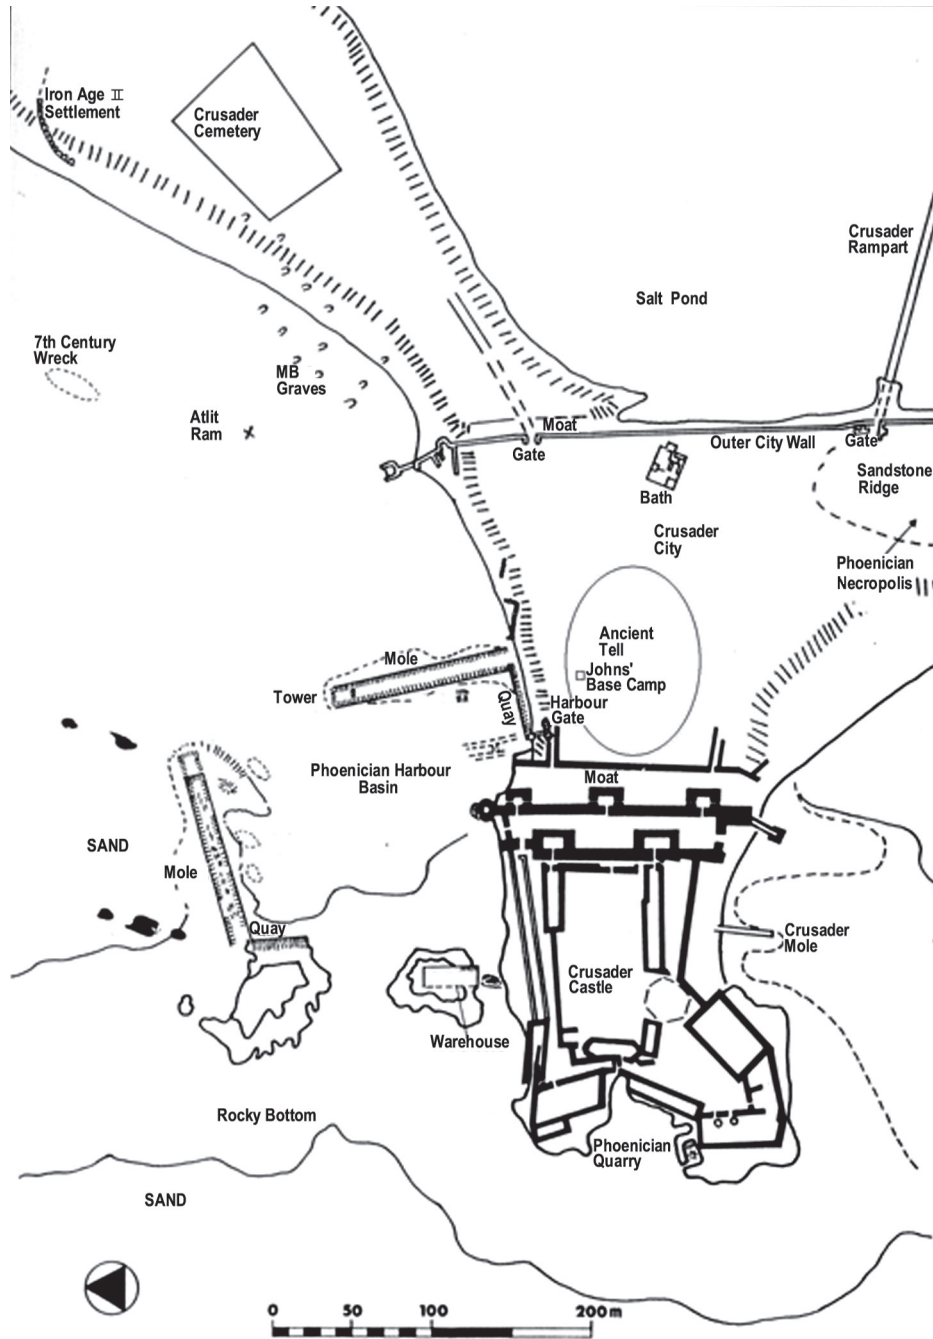 Iron Age II
Settlement
Crusader
Cemetery
Crusader
Rampart
Salt Pond
7th Century
Wreck
MB
Graves
Atlit
Ram
Moat
Gate
Outer City Wall
Gate
Bath
Sandstone
Ridge
Crusader
City
Phoenician
Necropolis
Ancient
Tell
Johns'
Base Camp
Mole
Tower
Quay
Harbour
Gate
Phoenician Harbour
Basin
Moat
SAND
Mole
Quay
Crusader
Mole
Crusader
Castle
Warehouse
Rocky Bottom
Phoenician
Quarry
SAND
0 50 100 200 m